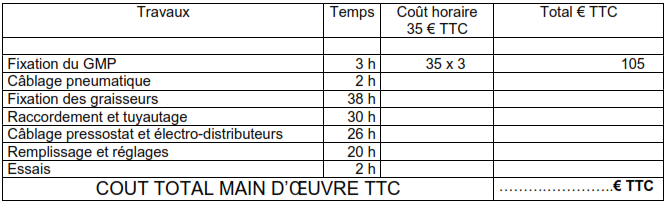 Travaux Temps Coût horaire Total € TTC
35 € TTC
Fixation du GMP 3 h 35 x 3 105
Câblage pneumatique 2 h
Fixation des graisseurs 38 h
Raccordement et tuyautage 30 h
Câblage pressostat et électro-distributeurs 26 h
Remplissage et réglages 20 h
Essais 2 h
COUT TOTAL MAIN D'ŒUVRE TTC ……………………..€ TTC